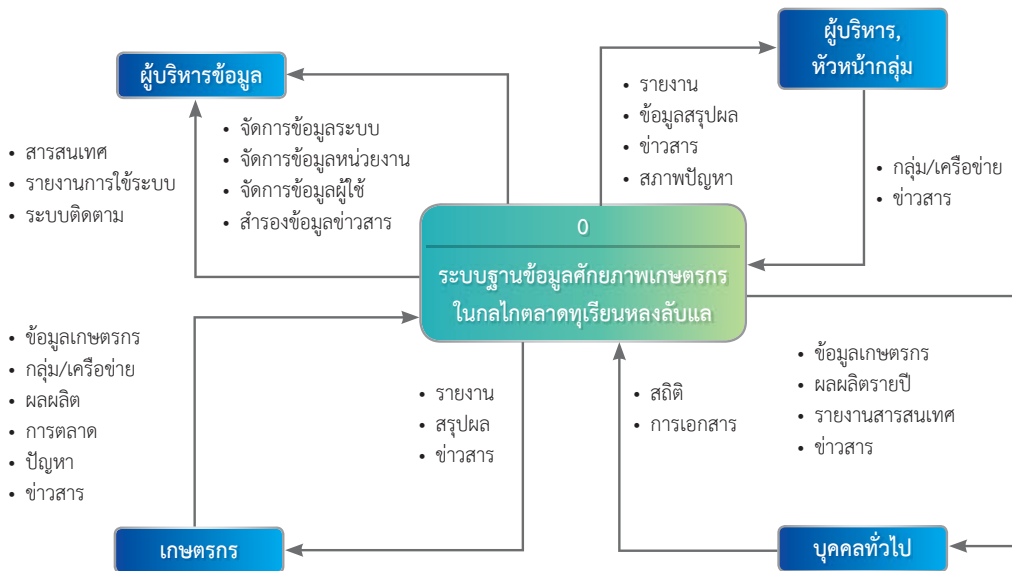 ผู้บริหารข้อมูล
ผู้บริหาร,
หัวหน้ากลุ่ม
• สารสนเทศ
• รายงานการใช้ระบบ
• ระบบติดตาม
• จัดการข้อมูลระบบ
• จัดการข้อมูลหน่วยงาน
• จัดการข้อมูลผู้ใช้
• สำรองข้อมูลข่าวสาร
• รายงาน
• ข้อมูลสรุปผล
• ข่าวสาร
• สภาพปัญหา
• กลุ่ม/เครือข่าย
• ข่าวสาร
0
ระบบฐานข้อมูลศักยภาพเกษตรกร
ในกลไกตลาดทุเรียนหลงลับแล
• ข้อมูลเกษตรกร
• กลุ่ม/เครือข่าย
• ผลผลิต
• การตลาด
• ปัญหา
• ข่าวสาร
• รายงาน
• สรุปผล
• ข่าวสาร
• สถิติ
• การเอกสาร
• ข้อมูลเกษตรกร
• ผลผลิตรายปี
• รายงานสารสนเทศ
• ข่าวสาร
เกษตรกร
บุคคลทั่วไป